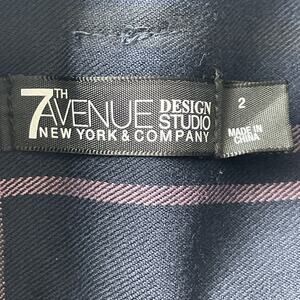 7TH AVENUE DESIGN STUDIO
NEW YORK & COMPANY
2
MADE IN
CHINA